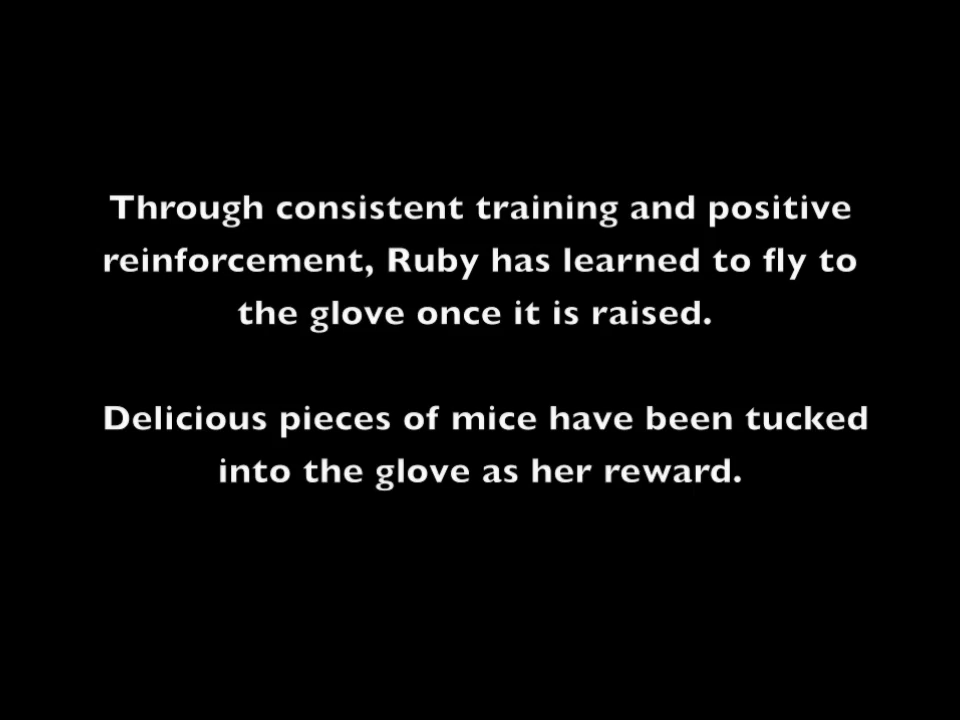 Through consistent training and positive
reinforcement, Ruby has learned to fly to
the glove once it is raised.
Delicious pieces of mice have been tucked
into the glove as her reward.